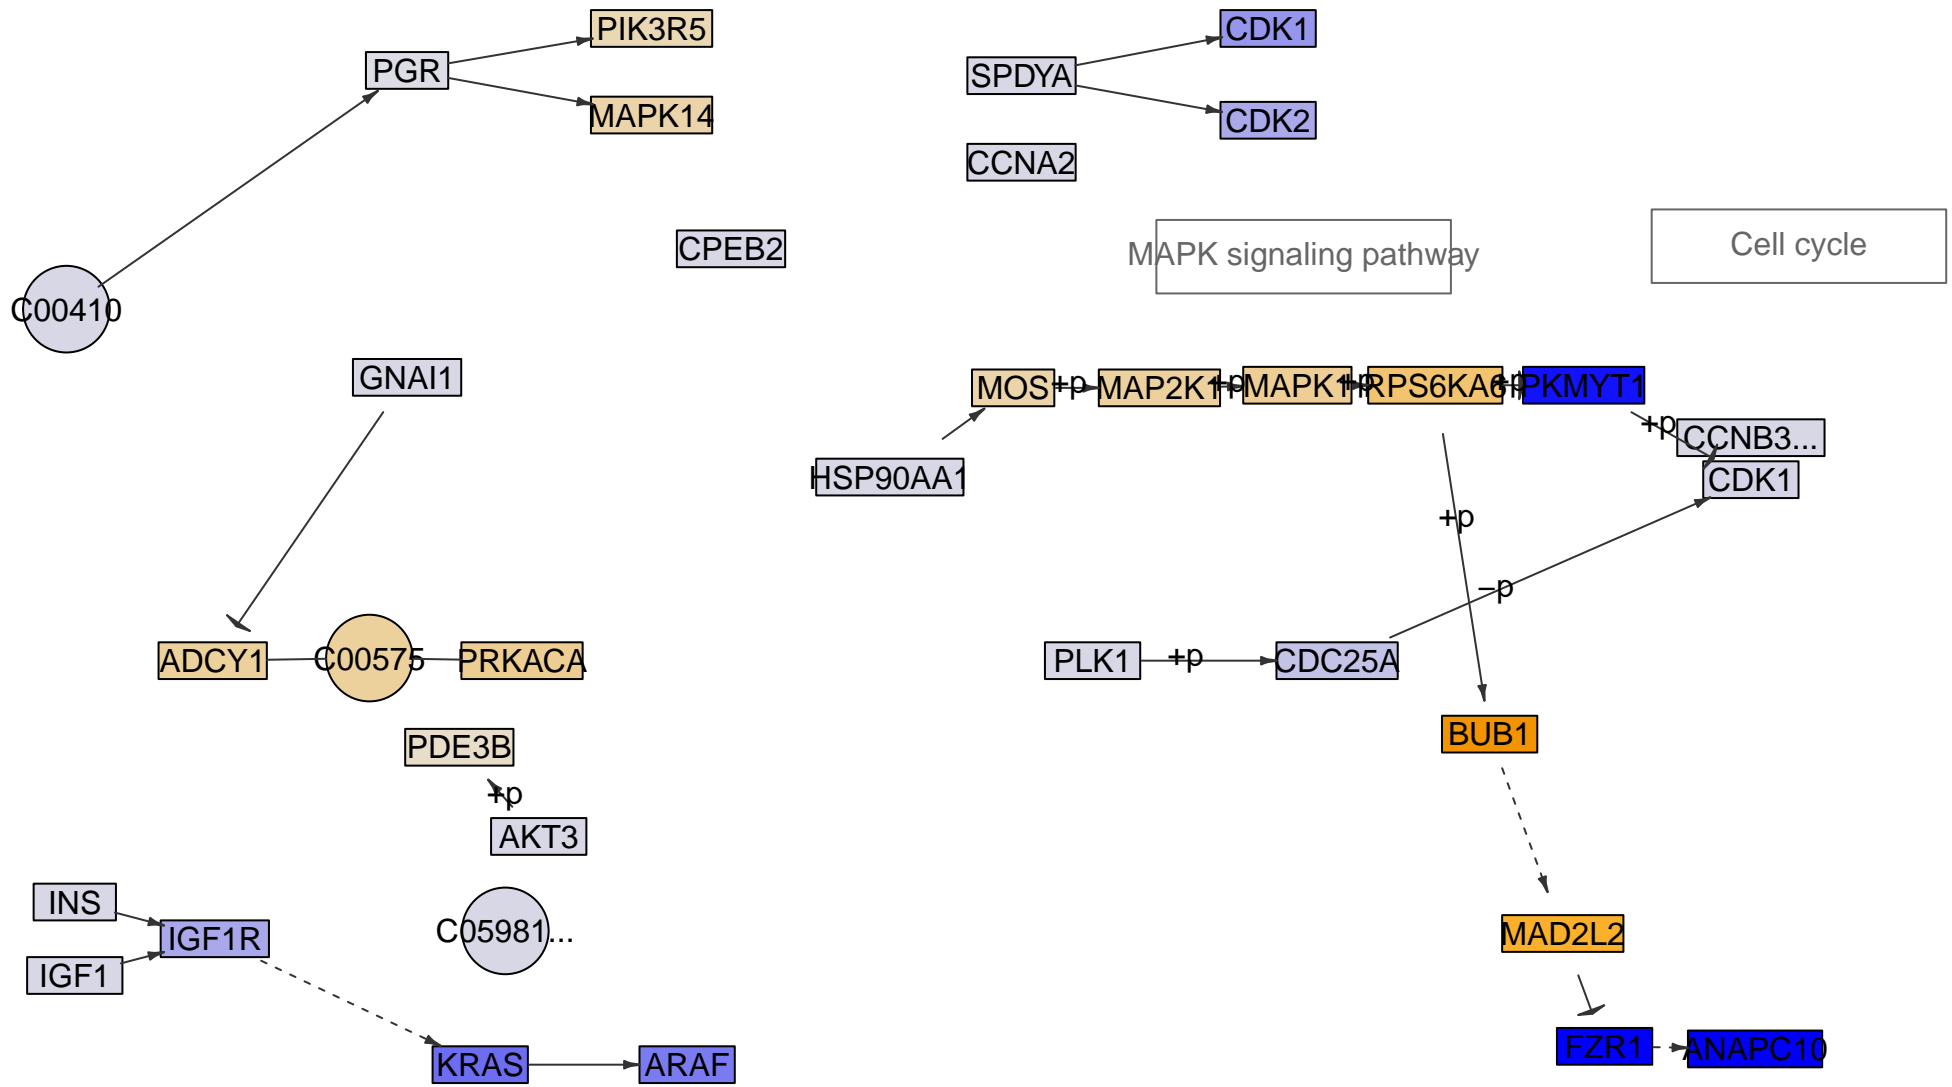 PIK3R5
CDK1
PGR
SPDYA
MAPK14
CDK2
CCNA2
CPEB2
MAPK signaling pathway
Cell cycle
C00410
GNAI1
MOS
+p
MAP2K1
+p
MAPK1
+p
RPS6KA6
+p
PKMYT1
+p
CCNB3...
HSP90AA1
CDK1
+p
−p
ADCY1
C00575
PRKACA
PLK1
+p
CDC25A
BUB1
PDE3B
+p
AKT3
INS
IGF1R
C05981...
MAD2L2
IGF1
KRAS
ARAF
FZR1
ANAPC10